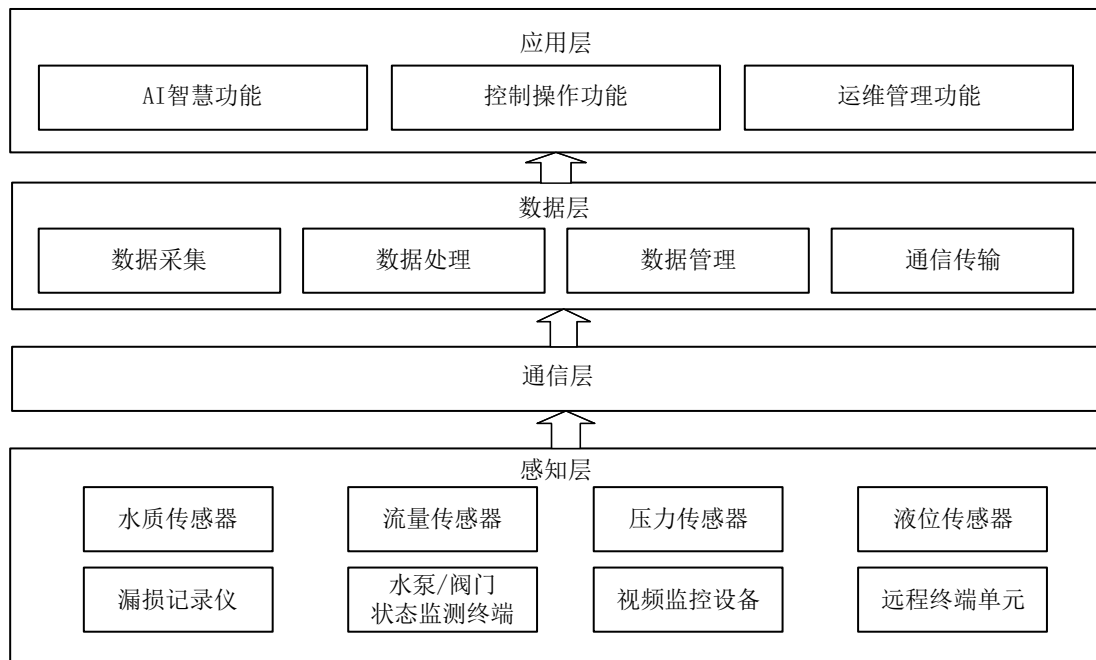 应用层
AI智慧功能
控制操作功能
运维管理功能
数据层
数据采集
数据处理
数据管理
通信传输
通信层
感知层
水质传感器
流量传感器
压力传感器
液位传感器
漏损记录仪
水泵/阀门
状态监测终端
视频监控设备
远程终端单元